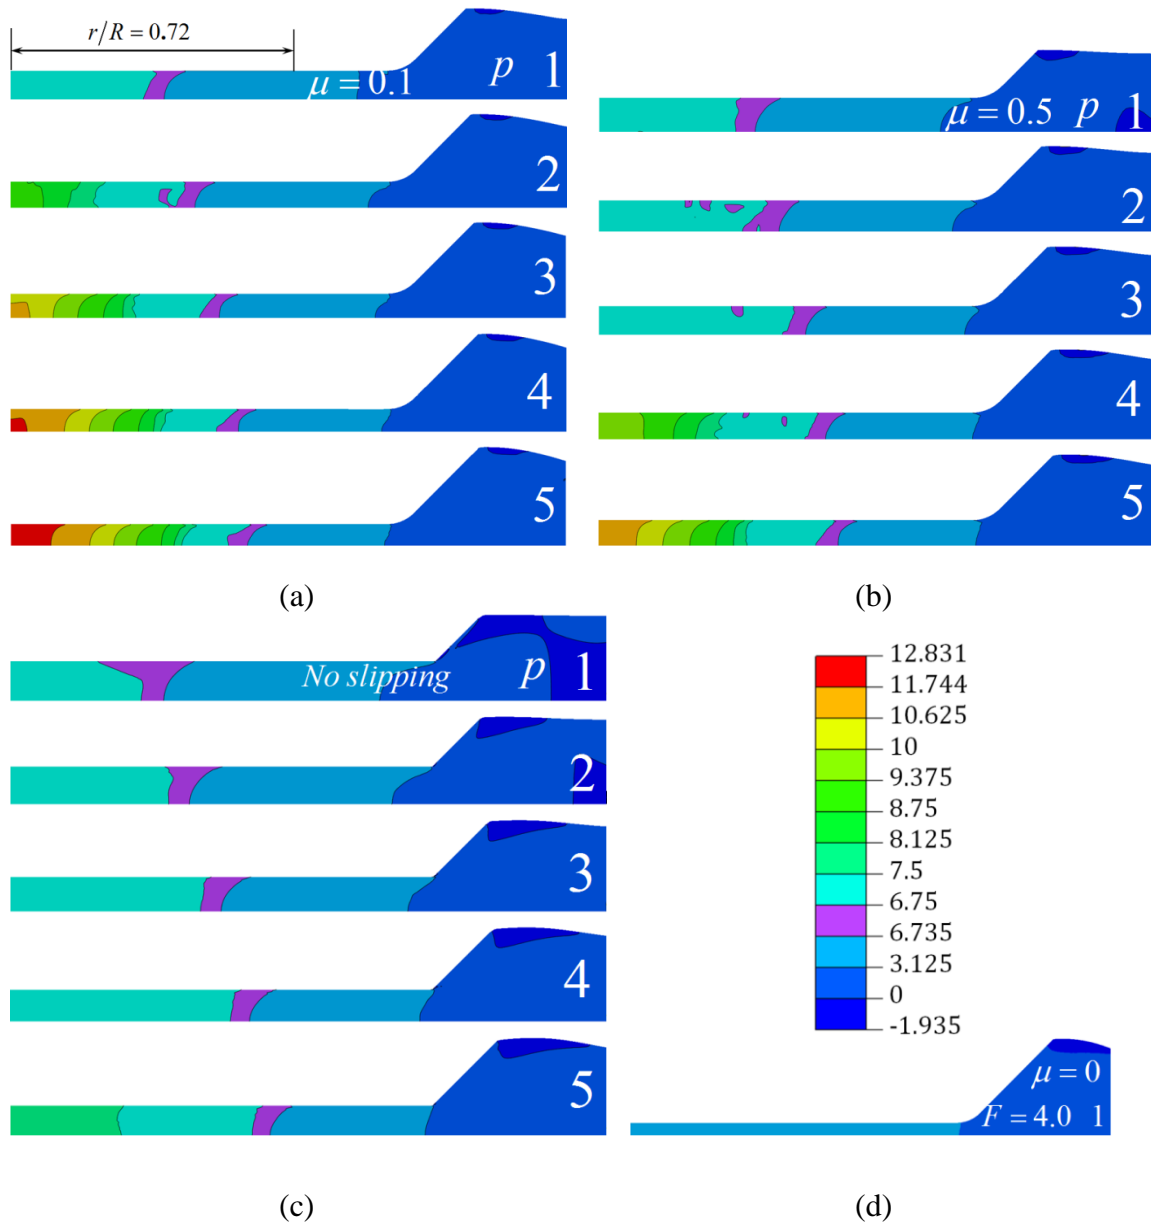 r/R = 0.72
μ = 0.1 p 1
2
3
4
5
(a)
μ = 0.5 p 1
2
3
4
5
(b)
No slipping p 1
2
3
4
5
(c)
12.831
11.744
10.625
10
9.375
8.75
8.125
7.5
6.75
6.735
3.125
0
-1.935
μ = 0
F = 4.0 1
(d)